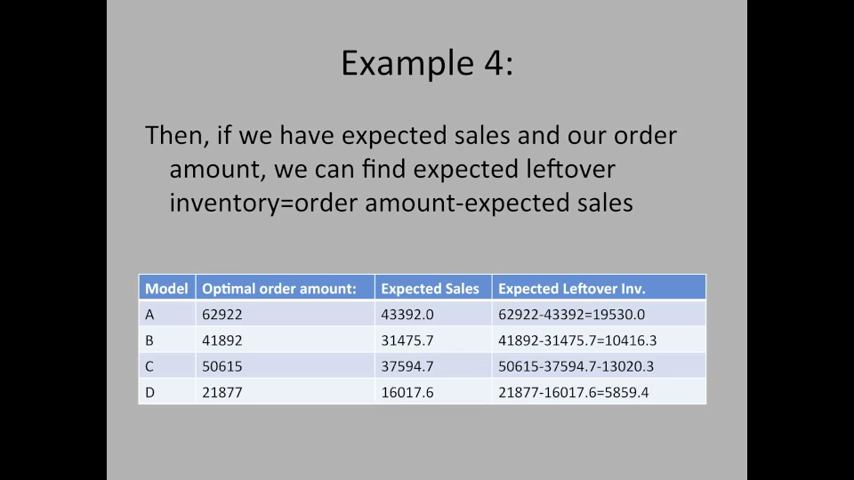 Example 4:
Then, if we have expected sales and our order
amount, we can find expected leftover
inventory=order amount-expected sales
Model Optimal order amount: Expected Sales Expected Leftover Inv.
A 62922 43392.0 62922-43392=19530.0
B 41892 31475.7 41892-31475.7=10416.3
C 50615 37594.7 50615-37594.7-13020.3
D 21877 16017.6 21877-16017.6=5859.4